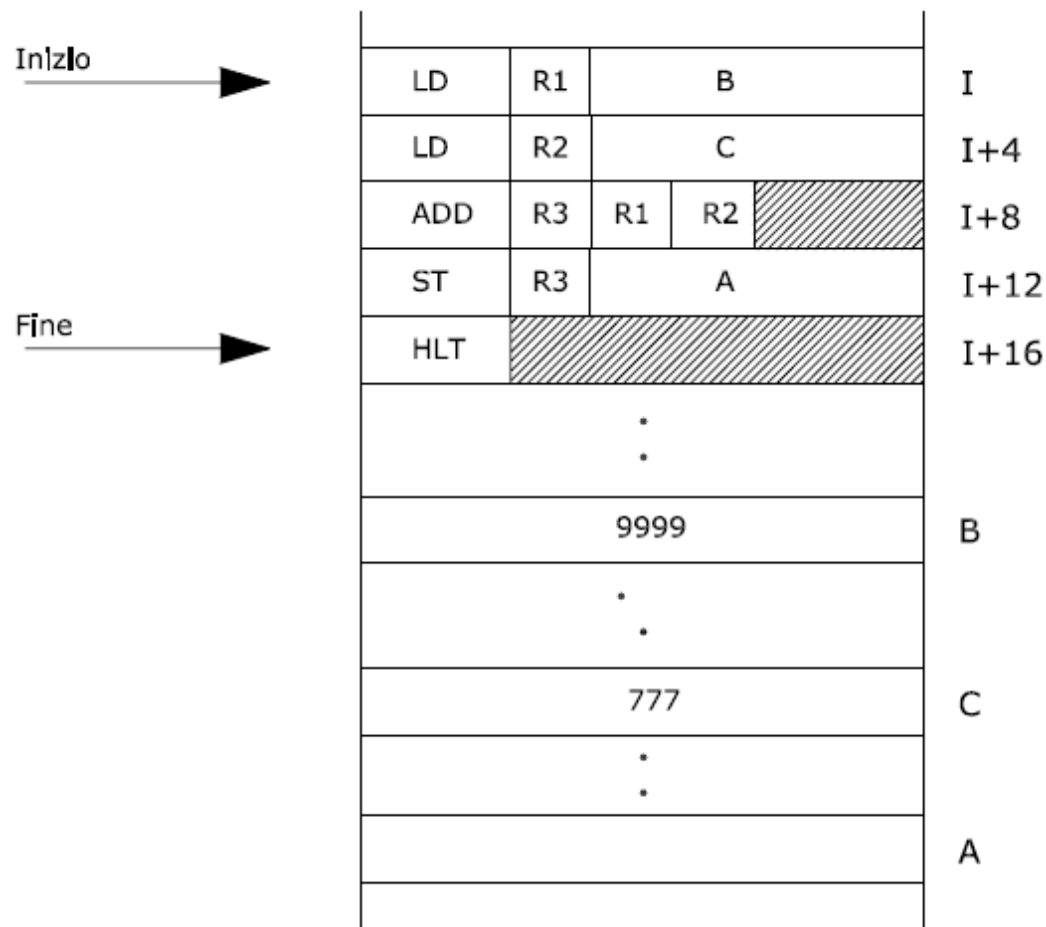 Inizio
LD R1 B I
LD R2 C I+4
ADD R3 R1 R2 I+8
ST R3 A I+12
Fine
HLT I+16
9999 B
777 C
A